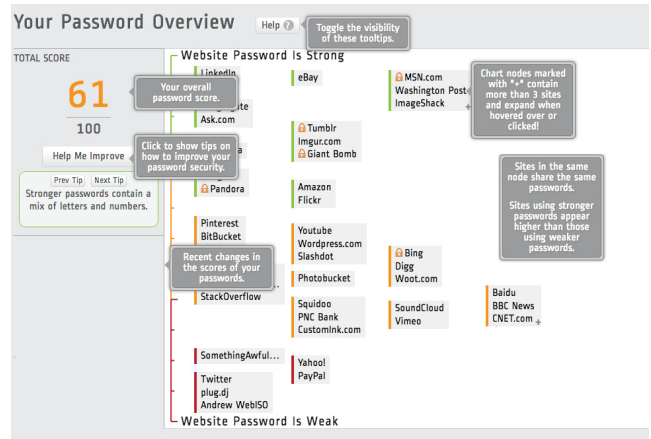 Your Password Overview
Help ?
Toggle the visibility
of these tooltips.
TOTAL SCORE
61
100
Your overall
password score.
Help Me Improve
Click to show tips on
how to improve your
password security.
Prev Tip Next Tip
Stronger passwords contain a
mix of letters and numbers.
Recent changes in
the scores of your
passwords.
Website Password Is Strong
LinkedIn
Ask.com
Pandora
Pinterest
BitBucket
StackOverflow
SomethingAwful...
Twitter
plug.dj
Andrew WebISO
eBay
Tumblr
Imgur.com
Giant Bomb
Amazon
Flickr
Youtube
Wordpress.com
Slashdot
Photobucket
Squidoo
PNC Bank
CustomInk.com
Yahoo!
PayPal
MSN.com
Washington Post
ImageShack +
Bing
Digg
Woot.com
SoundCloud
Vimeo
Baidu
BBC News
CNET.com +
Chart nodes marked
with "+" contain
more than 3 sites
and expand when
hovered over or
clicked!
Sites in the same
node share the same
passwords.
Sites using stronger
passwords appear
higher than those
using weaker
passwords.
Website Password Is Weak